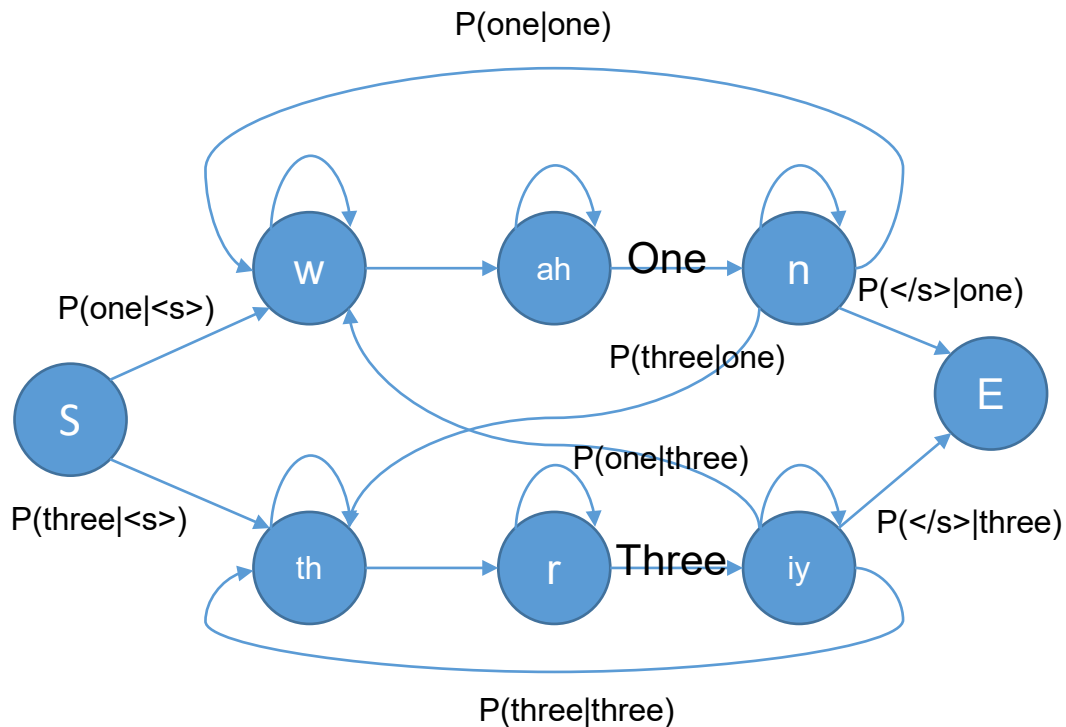 P(one|one)
w
ah
One
n
P(one|<s>)
P(</s>|one)
P(three|one)
S
E
P(one|three)
P(three|<s>)
P(</s>|three)
th
r
Three
iy
P(three|three)